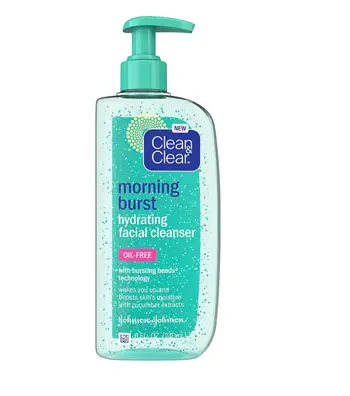 NEW
Clean &
Clear.
morning
burst
hydrating
facial cleanser
OIL-FREE
with bursting beads
technology
wakes you up and
boosts skin's moisture
with cucumber extracts
Johnson & Johnson